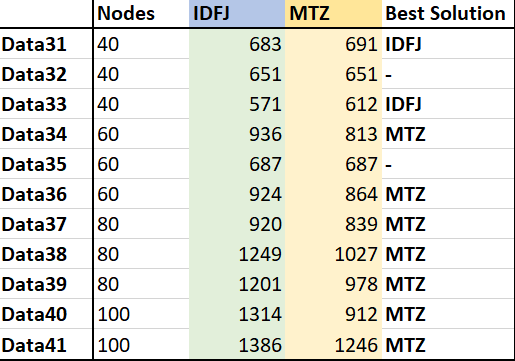 Nodes IDFJ MTZ Best Solution
Data31 40 683 691 IDFJ
Data32 40 651 651 -
Data33 40 571 612 IDFJ
Data34 60 936 813 MTZ
Data35 60 687 687 -
Data36 60 924 864 MTZ
Data37 80 920 839 MTZ
Data38 80 1249 1027 MTZ
Data39 80 1201 978 MTZ
Data40 100 1314 912 MTZ
Data41 100 1386 1246 MTZ